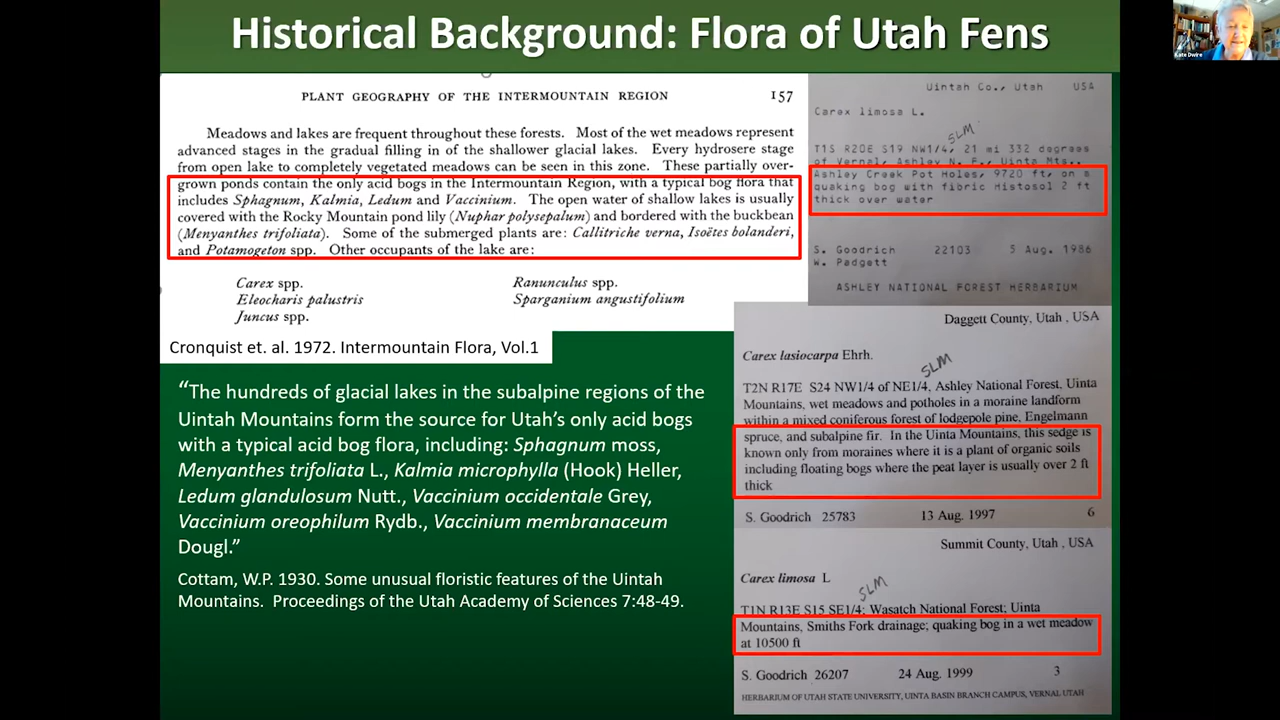 Historical Background: Flora of Utah Fens
Kate Dwire
PLANT GEOGRAPHY OF THE INTERMOUNTAIN REGION 157
Meadows and lakes are frequent throughout these forests. Most of the wet meadows represent
advanced stages in the gradual filling in of the shallower glacial lakes. Every hydrosere stage
from open lake to completely vegetated meadows can be seen in this zone. These partially over-
grown ponds contain the only acid bogs in the Intermountain Region, with a typical bog flora that
includes Sphagnum, Kalmia, Ledum and Vaccinium. The open water of shallow lakes is usually
covered with the Rocky Mountain pond lily (Nuphar polysepalum) and bordered with the buckbean
(Menyanthes trifoliata). Some of the submerged plants are: Callitriche verna, Isoëtes bolanderi,
and Potamogeton spp. Other occupants of the lake are:
Carex spp.
Eleocharis palustris
Juncus spp.
Ranunculus spp.
Sparganium angustifolium
Cronquist et. al. 1972. Intermountain Flora, Vol.1
“The hundreds of glacial lakes in the subalpine regions of the
Uintah Mountains form the source for Utah’s only acid bogs
with a typical acid bog flora, including: Sphagnum moss,
Menyanthes trifoliata L., Kalmia microphylla (Hook) Heller,
Ledum glandulosum Nutt., Vaccinium occidentale Grey,
Vaccinium oreophilum Rydb., Vaccinium membranaceum
Dougl.”
Cottam, W.P. 1930. Some unusual floristic features of the Uintah
Mountains. Proceedings of the Utah Academy of Sciences 7:48-49.
Uintah Co., Utah USA
Carex limosa L.
SLM
T1S R20E S19 NW1/4, 21 mi 332 degrees
of Vernal, Ashley N. F., Uinta Mts.,
Ashley Creek Pot Holes, 9720 ft, on a
quaking bog with fibric Histosol 2 ft
thick over water
S. Goodrich 22103 5 Aug. 1986
W. Padgett
ASHLEY NATIONAL FOREST HERBARIUM
Daggett County, Utah , USA
Carex lasiocarpa Ehrh.
SLM
T2N R17E S24 NW1/4 of NE1/4, Ashley National Forest, Uinta
Mountains, wet meadows and potholes in a moraine landform
within a mixed coniferous forest of lodgepole pine, Engelmann
spruce, and subalpine fir. In the Uinta Mountains, this sedge is
known only from moraines where it is a plant of organic soils
including floating bogs where the peat layer is usually over 2 ft
thick
S. Goodrich 25783 13 Aug. 1997 6
Summit County, Utah , USA
Carex limosa L
SLM
T1N R13E S15 SE1/4; Wasatch National Forest; Uinta
Mountains, Smiths Fork drainage; quaking bog in a wet meadow
at 10500 ft
S. Goodrich 26207 24 Aug. 1999 3
HERBARIUM OF UTAH STATE UNIVERSITY, UINTA BASIN BRANCH CAMPUS, VERNAL UTAH